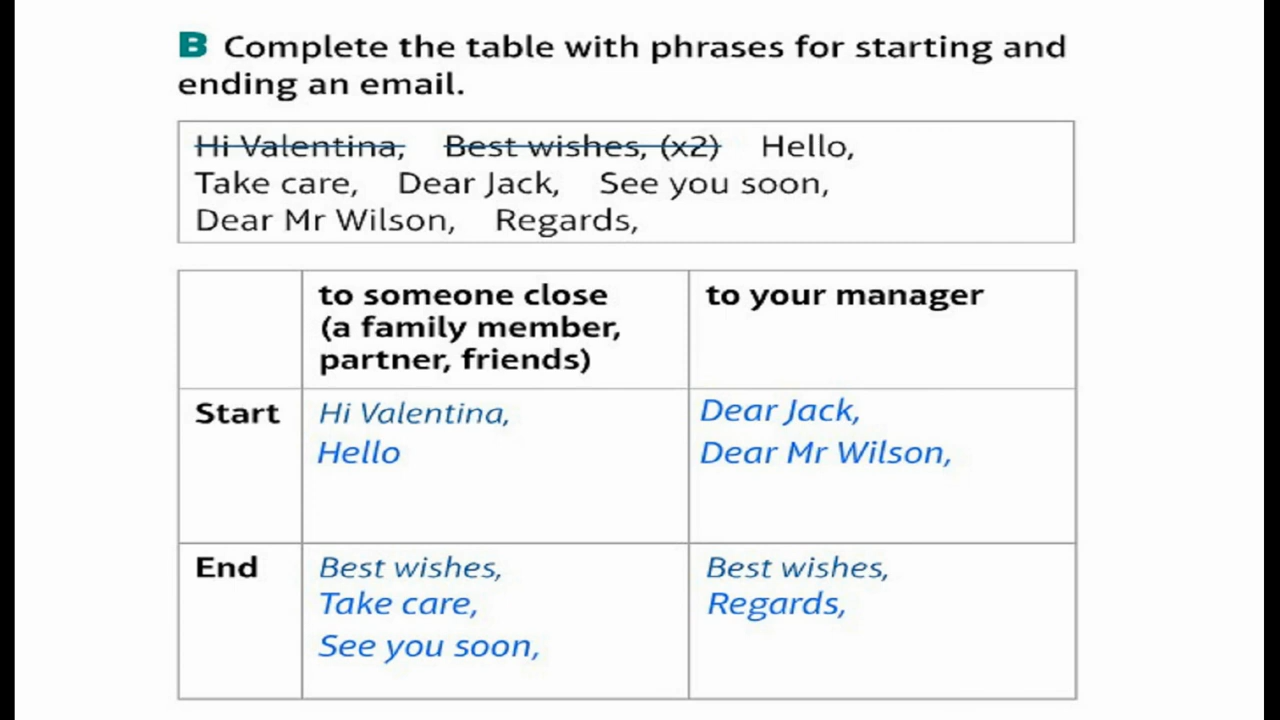 B Complete the table with phrases for starting and
ending an email.
Hi Valentina, Best wishes, (x2) Hello,
Take care, Dear Jack, See you soon,
Dear Mr Wilson, Regards,
to someone close
(a family member,
partner, friends)
to your manager
Start
Hi Valentina,
Hello
Dear Jack,
Dear Mr Wilson,
End
Best wishes,
Take care,
See you soon,
Best wishes,
Regards,